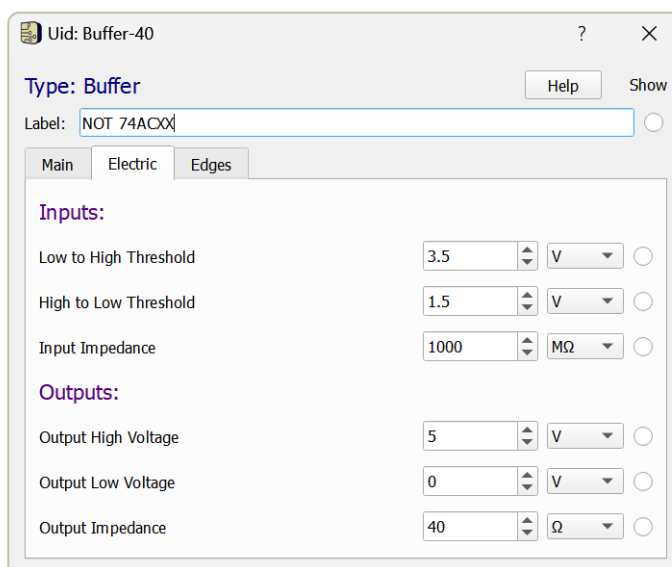 Uid: Buffer-40 ?
Type: Buffer Help Show
Label: NOT 74ACXX
Main Electric Edges
Inputs:
Low to High Threshold 3.5 V
High to Low Threshold 1.5 V
Input Impedance 1000 MΩ
Outputs:
Output High Voltage 5 V
Output Low Voltage 0 V
Output Impedance 40 Ω